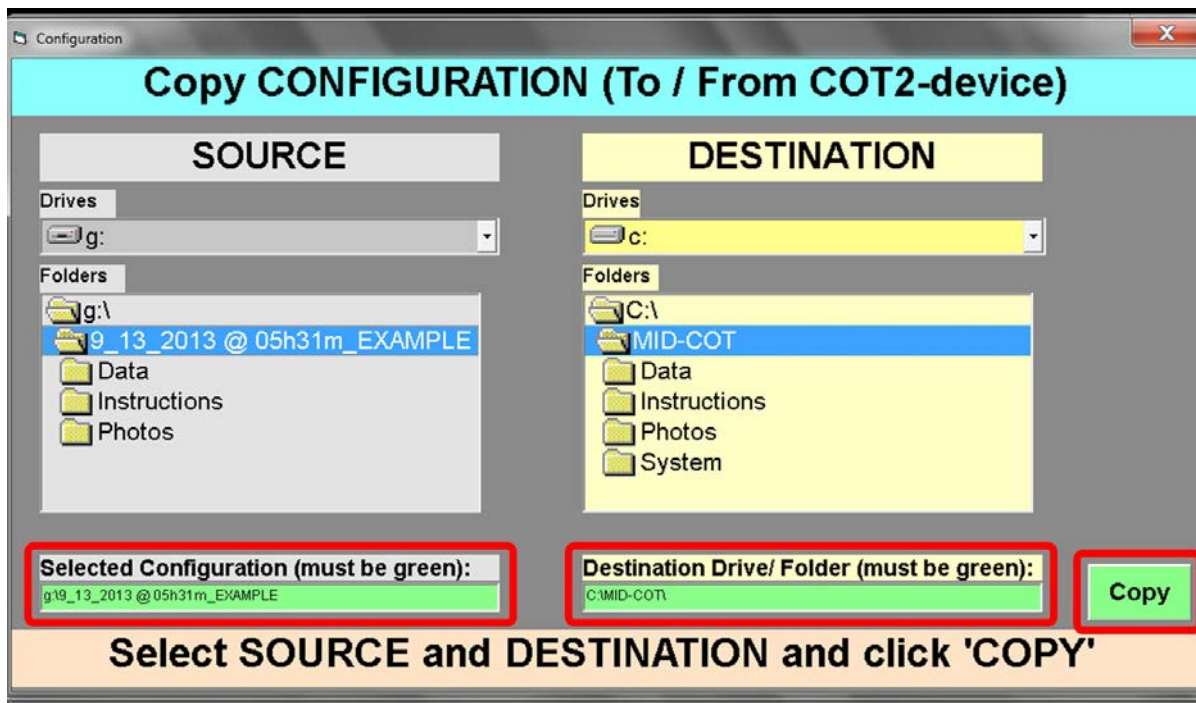 Configuration
X
Copy CONFIGURATION (To / From COT2-device)
SOURCE
Drives
g:
Folders
g:\
9_13_2013 @ 05h31m_EXAMPLE
Data
Instructions
Photos
Selected Configuration (must be green):
g:\9_13_2013 @ 05h31m_EXAMPLE
DESTINATION
Drives
c:
Folders
C:\
MID-COT
Data
Instructions
Photos
System
Destination Drive/ Folder (must be green):
C:\MID-COT\
Copy
Select SOURCE and DESTINATION and click 'COPY'